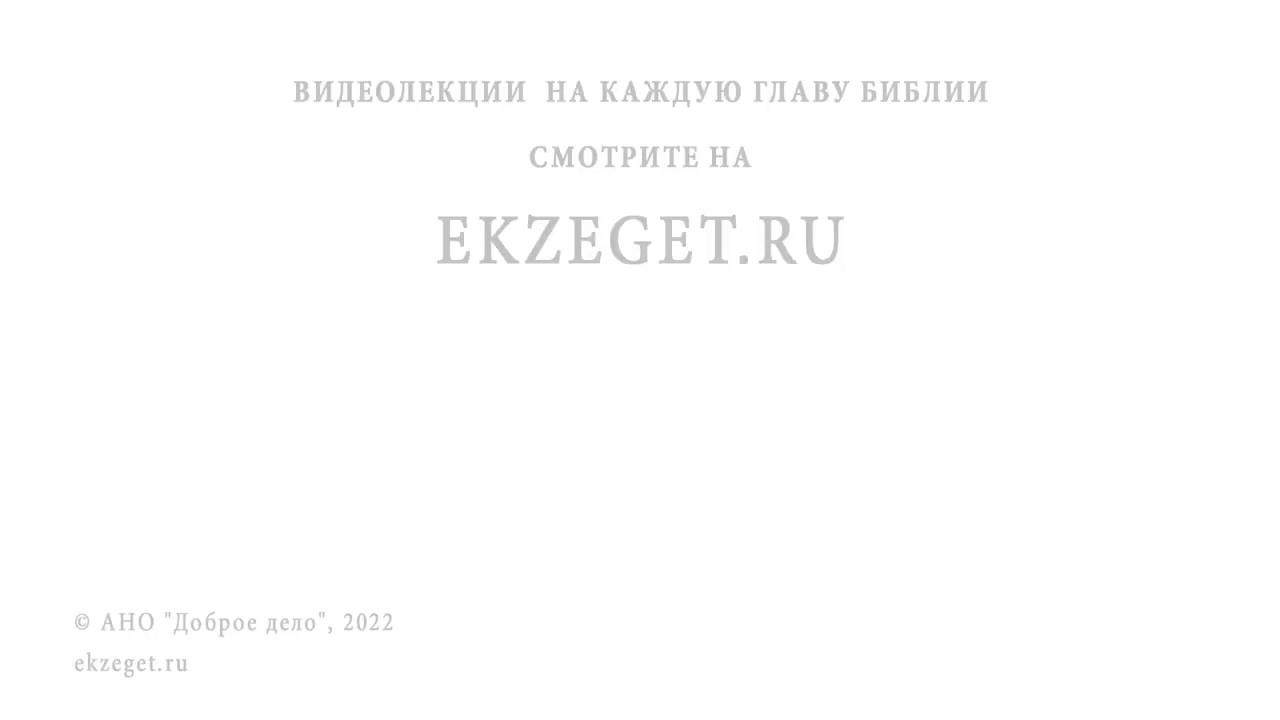 ВИДЕОЛЕКЦИИ НА КАЖДУЮ ГЛАВУ БИБЛИИ
СМОТРИТЕ НА
EKZEGET.RU
© АНО "Доброе дело", 2022
ekzeget.ru